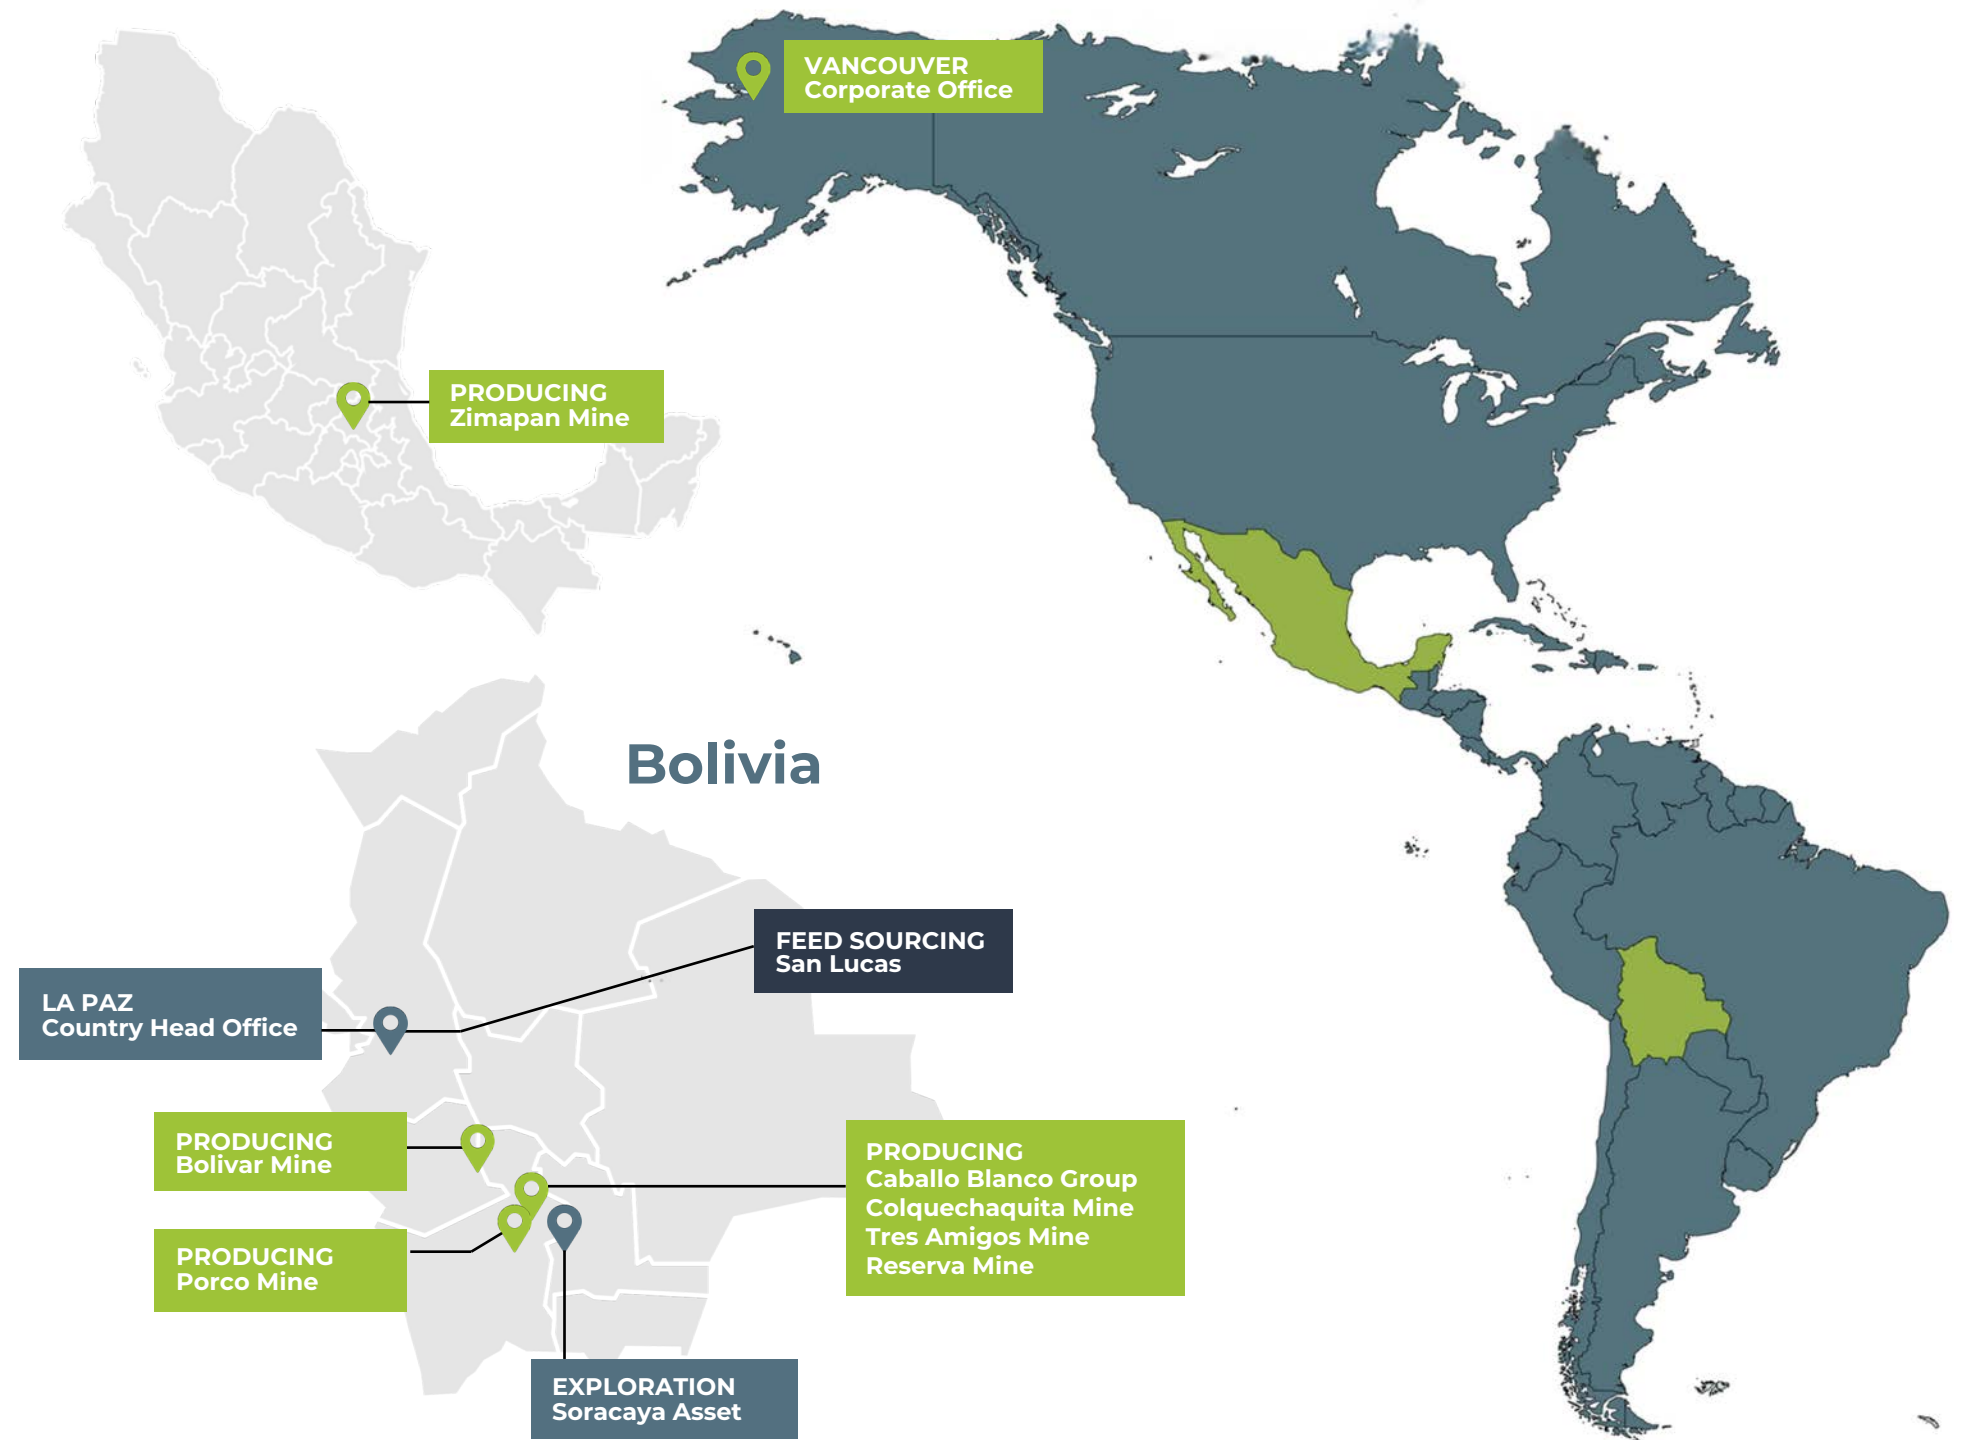 VANCOUVER
Corporate Office
PRODUCING
Zimapan Mine
Bolivia
FEED SOURCING
San Lucas
LA PAZ
Country Head Office
PRODUCING
Bolivar Mine
PRODUCING
Caballo Blanco Group
Colquechaquita Mine
Tres Amigos Mine
Reserva Mine
PRODUCING
Porco Mine
EXPLORATION
Soracaya Asset